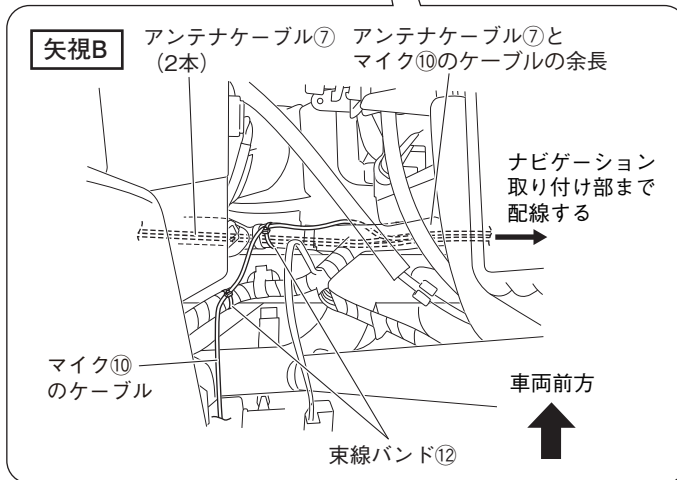 矢視B
アンテナケーブル⑦
(2本)
アンテナケーブル⑦と
マイク⑩のケーブルの余長
ナビゲーション
取り付け部まで
配線する
マイク⑩
のケーブル
車両前方
束線バンド⑫